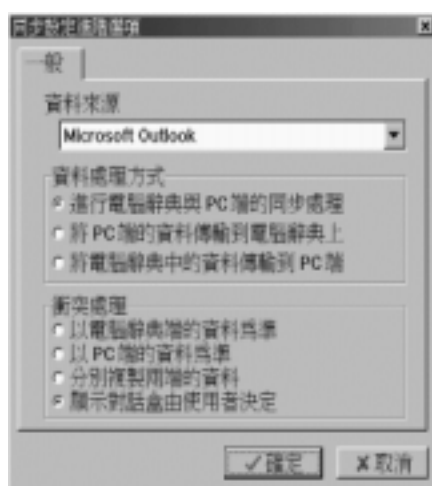 同步設定進階選項
一般
資料來源
Microsoft Outlook
資料處理方式
進行電腦辭典與 PC 端的同步處理
將 PC 端的資料傳輸到電腦辭典上
將電腦辭典中的資料傳輸到 PC 端
衝突處理
以電腦辭典端的資料為準
以 PC 端的資料為準
分別複製兩端的資料
顯示對話盒由使用者決定
確定
取消